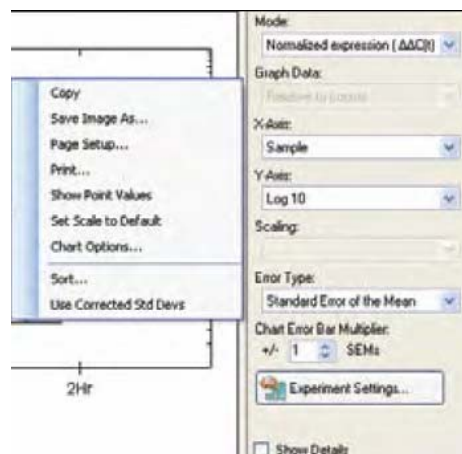 Copy
Save Image As...
Page Setup...
Print...
Show Point Values
Set Scale to Default
Chart Options...
Sort...
Use Corrected Std Devs
2Hr
Mode:
Normalized expression (ΔΔC(t)
Graph Data:
Relative to control
X-Axis:
Sample
Y-Axis:
Log 10
Scaling:
Error Type:
Standard Error of the Mean
Chart Error Bar Multiplier:
+/- 1 SEMs
Experiment Settings...
Show Details